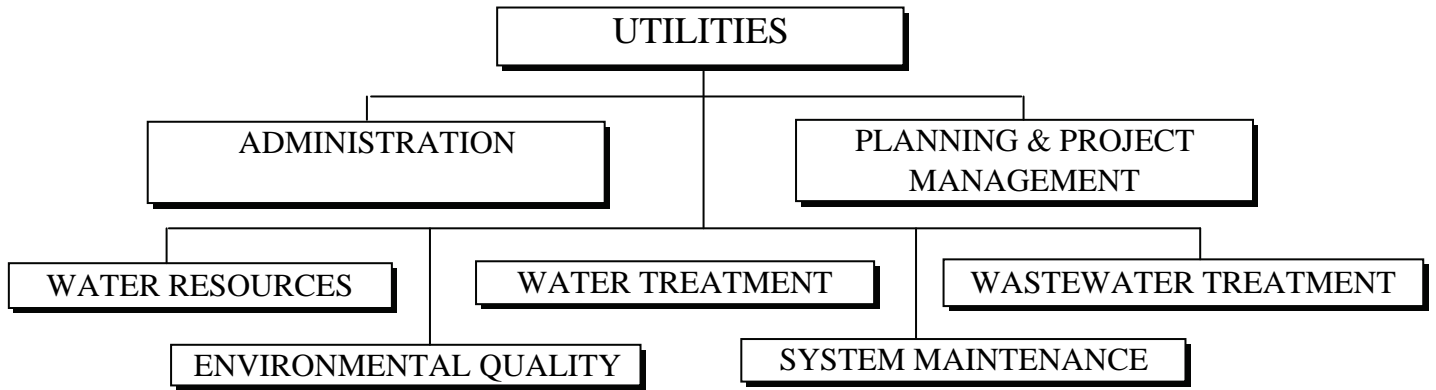 UTILITIES
ADMINISTRATION
PLANNING & PROJECT
MANAGEMENT
WATER RESOURCES
WATER TREATMENT
WASTEWATER TREATMENT
ENVIRONMENTAL QUALITY
SYSTEM MAINTENANCE